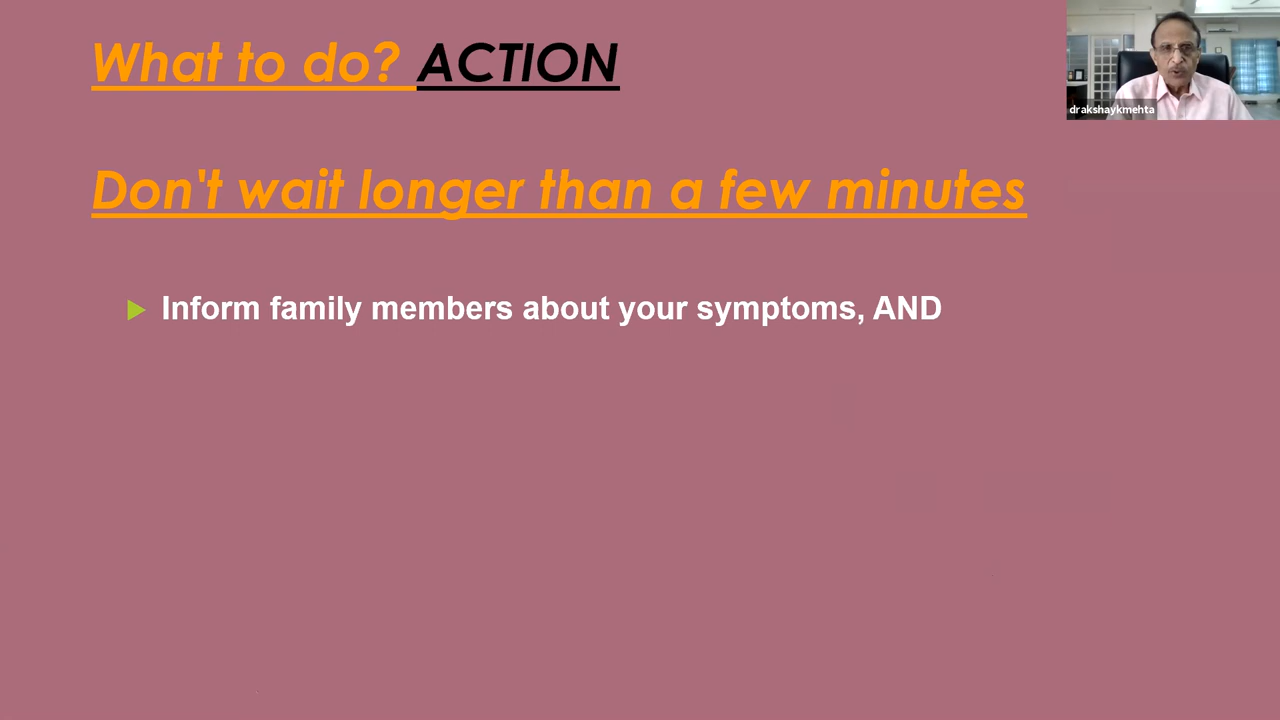 What to do? ACTION
drakshaykmehta
Don't wait longer than a few minutes
Inform family members about your symptoms, AND